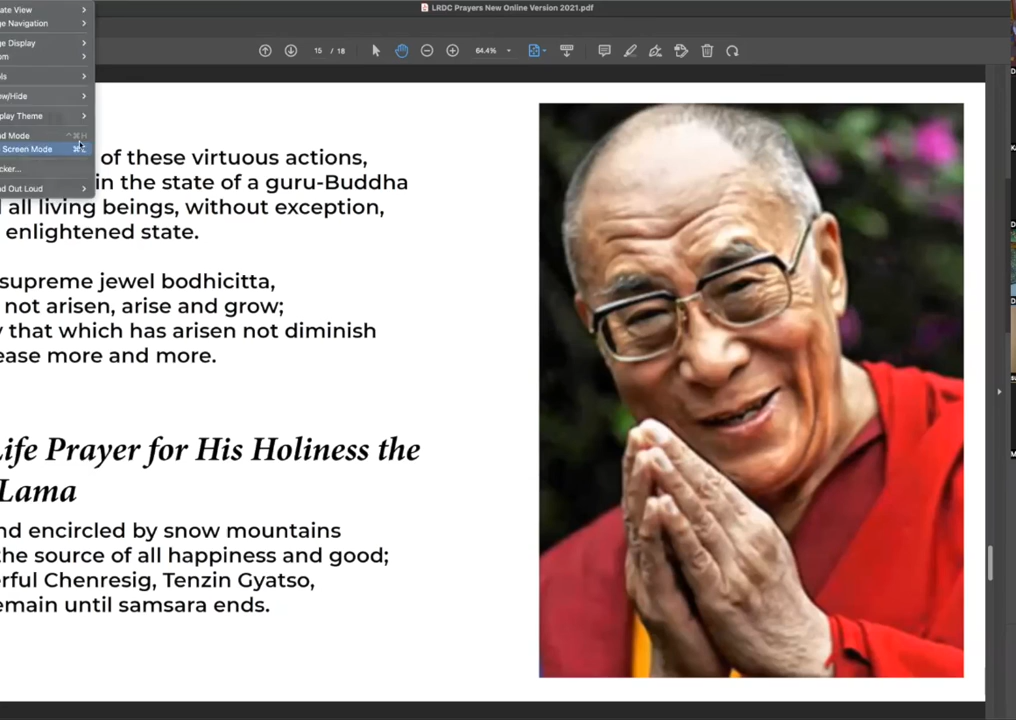 LRDC Prayers New Online Version 2021.pdf
ate View
ge Navigation
ge Display
om
ols
ow/Hide
play Theme
ad Mode ^⌘H
Screen Mode ⌘L
cker...
ad Out Loud
15 / 18
64.4%
of these virtuous actions,
in the state of a guru-Buddha
all living beings, without exception,
enlightened state.
supreme jewel bodhicitta,
not arisen, arise and grow;
that which has arisen not diminish
ease more and more.
Life Prayer for His Holiness the
Lama
nd encircled by snow mountains
the source of all happiness and good;
erful Chenresig, Tenzin Gyatso,
emain until samsara ends.